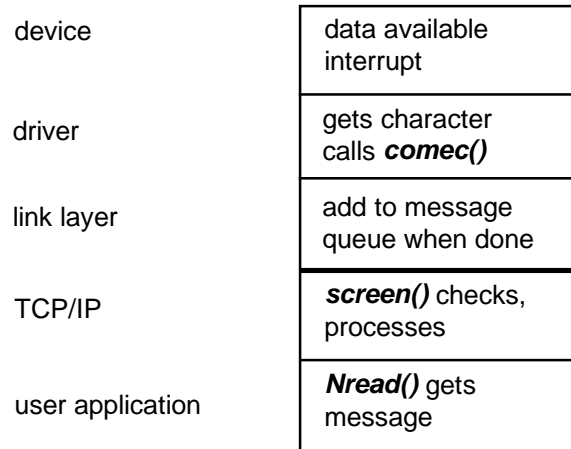 device
data available
interrupt
driver
gets character
calls comec()
link layer
add to message
queue when done
TCP/IP
screen() checks,
processes
user application
Nread() gets
message